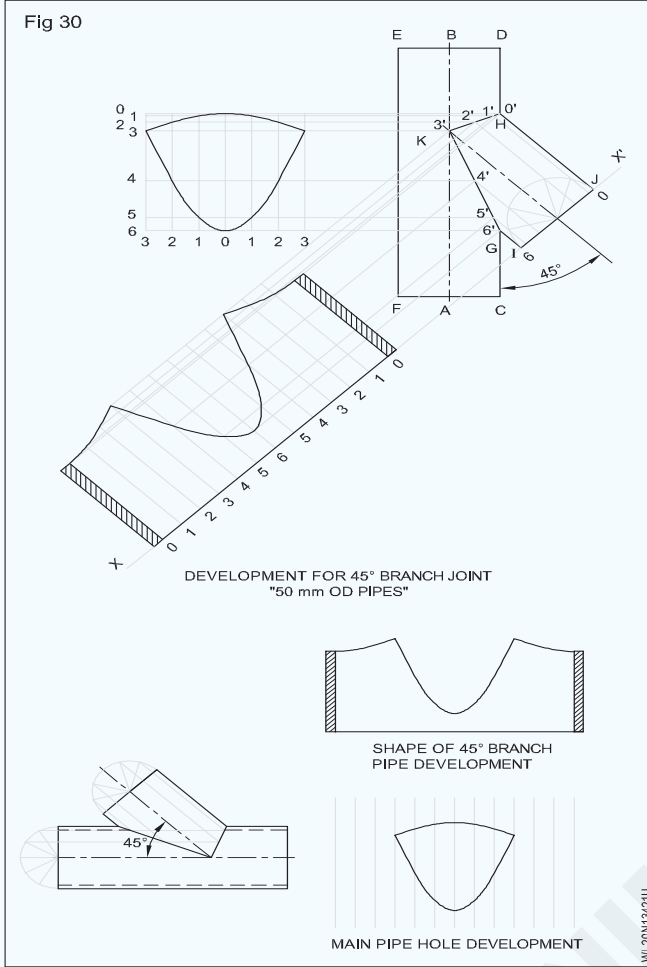 Fig 30
E B D
0
1
2
3
4
5
6
3 2 1 0 1 2 3
3' 2' 1' 0'
H
K
4'
5'
6'
G I 6
J
0
X'
45°
F A C
X 0 1 2 3 4 5 6 5 4 3 2 1 0
DEVELOPMENT FOR 45° BRANCH JOINT
"50 mm OD PIPES"
SHAPE OF 45° BRANCH
PIPE DEVELOPMENT
45°
MAIN PIPE HOLE DEVELOPMENT